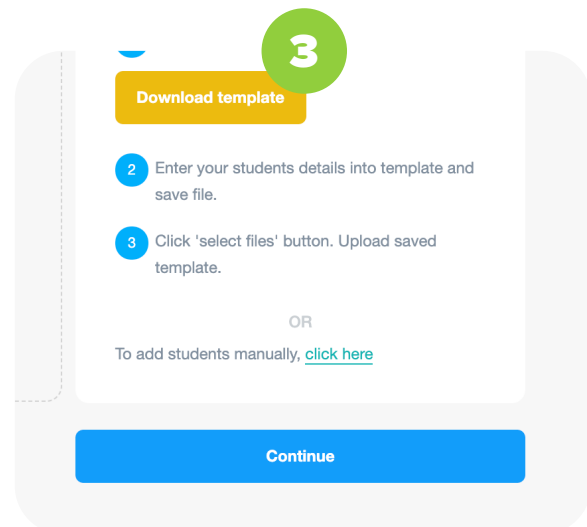 3
Download template
2 Enter your students details into template and
save file.
3 Click 'select files' button. Upload saved
template.
OR
To add students manually, click here
Continue